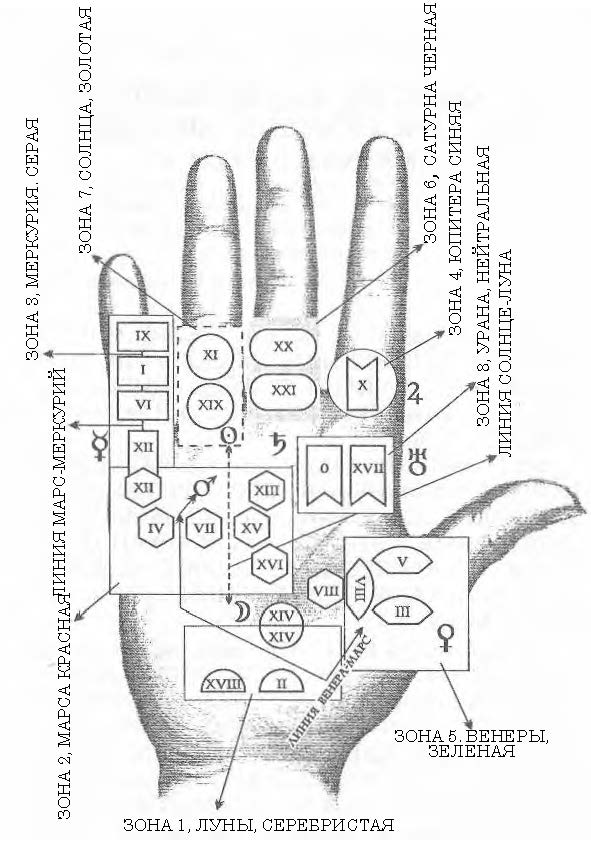 ЗОНА 3, МЕРКУРИЯ. СЕРАЯ
ЗОНА 7, СОЛНЦА, ЗОЛОТАЯ
ЗОНА 6, САТУРНА ЧЕРНАЯ
ЗОНА 4, ЮПИТЕРА СИНЯЯ
ЗОНА 8, УРАНА, НЕЙТРАЛЬНАЯ
ЛИНИЯ СОЛНЦЕ-ЛУНА
IX
I
VI
XII
XII
XI
XIX
XX
XXI
X
0
XVII
IV
VII
XIII
XV
XVI
VIII
VIII
V
III
XIV
XIV
XVIII
II
ЛИНИЯ МАРС-МЕРКУРИЙ
ЗОНА 2, МАРСА КРАСНАЯ
ЛИНИЯ ВЕНЕРА-МАРС
ЗОНА 5, ВЕНЕРЫ,
ЗЕЛЕНАЯ
ЗОНА 1, ЛУНЫ, СЕРЕБРИСТАЯ